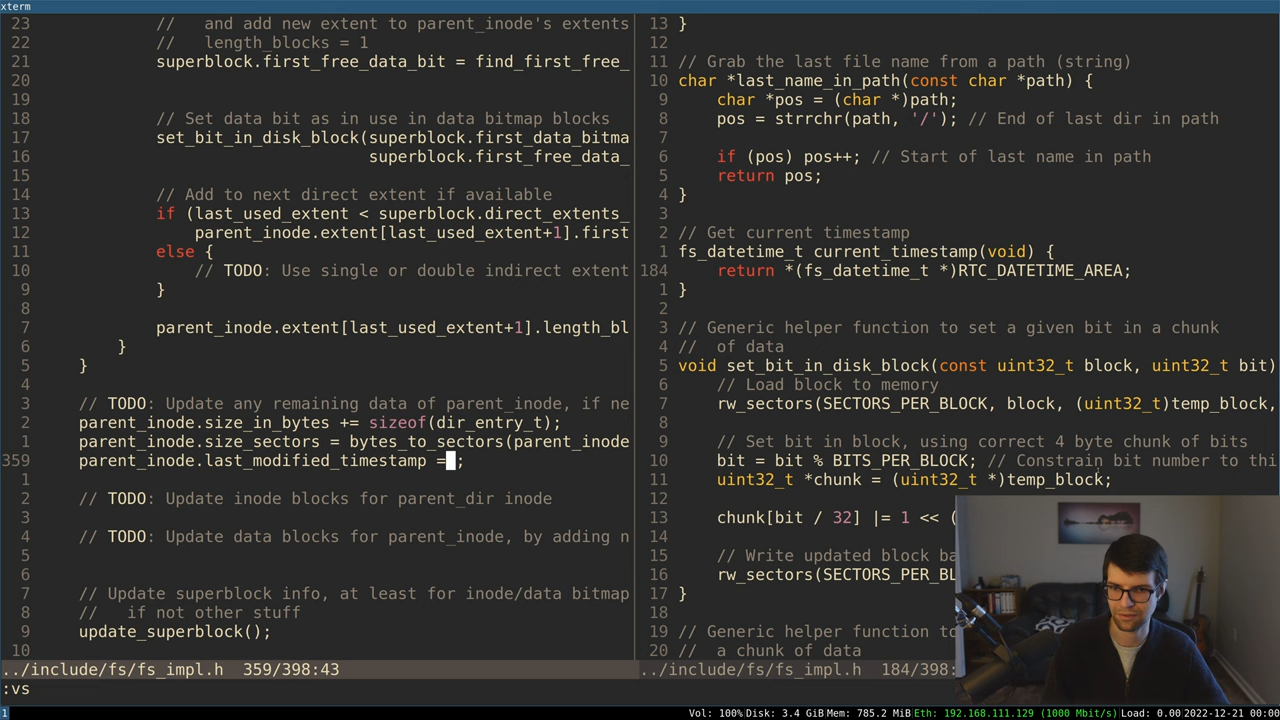 xterm
23 //   and add new extent to parent_inode's extents
22 //   length_blocks = 1
21 superblock.first_free_data_bit = find_first_free_
20
19
18 // Set data bit as in use in data bitmap blocks
17 set_bit_in_disk_block(superblock.first_data_bitma
16 superblock.first_free_data_
15
14 // Add to next direct extent if available
13 if (last_used_extent < superblock.direct_extents_
12 parent_inode.extent[last_used_extent+1].first
11 else {
10 // TODO: Use single or double indirect extent
9 }
8
7 parent_inode.extent[last_used_extent+1].length_bl
6 }
5 }
4
3 // TODO: Update any remaining data of parent_inode, if ne
2 parent_inode.size_in_bytes += sizeof(dir_entry_t);
1 parent_inode.size_sectors = bytes_to_sectors(parent_inode
359 parent_inode.last_modified_timestamp = ;
1
2 // TODO: Update inode blocks for parent_dir inode
3
4 // TODO: Update data blocks for parent_inode, by adding n
5
6
7 // Update superblock info, at least for inode/data bitmap
8 //   if not other stuff
9 update_superblock();
10
../include/fs/fs_impl.h  359/398:43
:vs
13 }
12
11 // Grab the last file name from a path (string)
10 char *last_name_in_path(const char *path) {
9 char *pos = (char *)path;
8 pos = strrchr(path, '/'); // End of last dir in path
7
6 if (pos) pos++; // Start of last name in path
5 return pos;
4 }
3
2 // Get current timestamp
1 fs_datetime_t current_timestamp(void) {
184 return *(fs_datetime_t *)RTC_DATETIME_AREA;
1 }
2
3 // Generic helper function to set a given bit in a chunk
4 //  of data
5 void set_bit_in_disk_block(const uint32_t block, uint32_t bit)
6 // Load block to memory
7 rw_sectors(SECTORS_PER_BLOCK, block, (uint32_t)temp_block,
8
9 // Set bit in block, using correct 4 byte chunk of bits
10 bit = bit % BITS_PER_BLOCK; // Constrain bit number to thi
11 uint32_t *chunk = (uint32_t *)temp_block;
12
13 chunk[bit / 32] |= 1 << (
14
15 // Write updated block ba
16 rw_sectors(SECTORS_PER_BL
17 }
18
19 // Generic helper function to
20 //  a chunk of data
../include/fs/fs_impl.h  184/398:
1 Vol: 100% Disk: 3.4 GiB Mem: 785.2 MiB Eth: 192.168.111.129 (1000 Mbit/s) Load: 0.00 2022-12-21 00:00